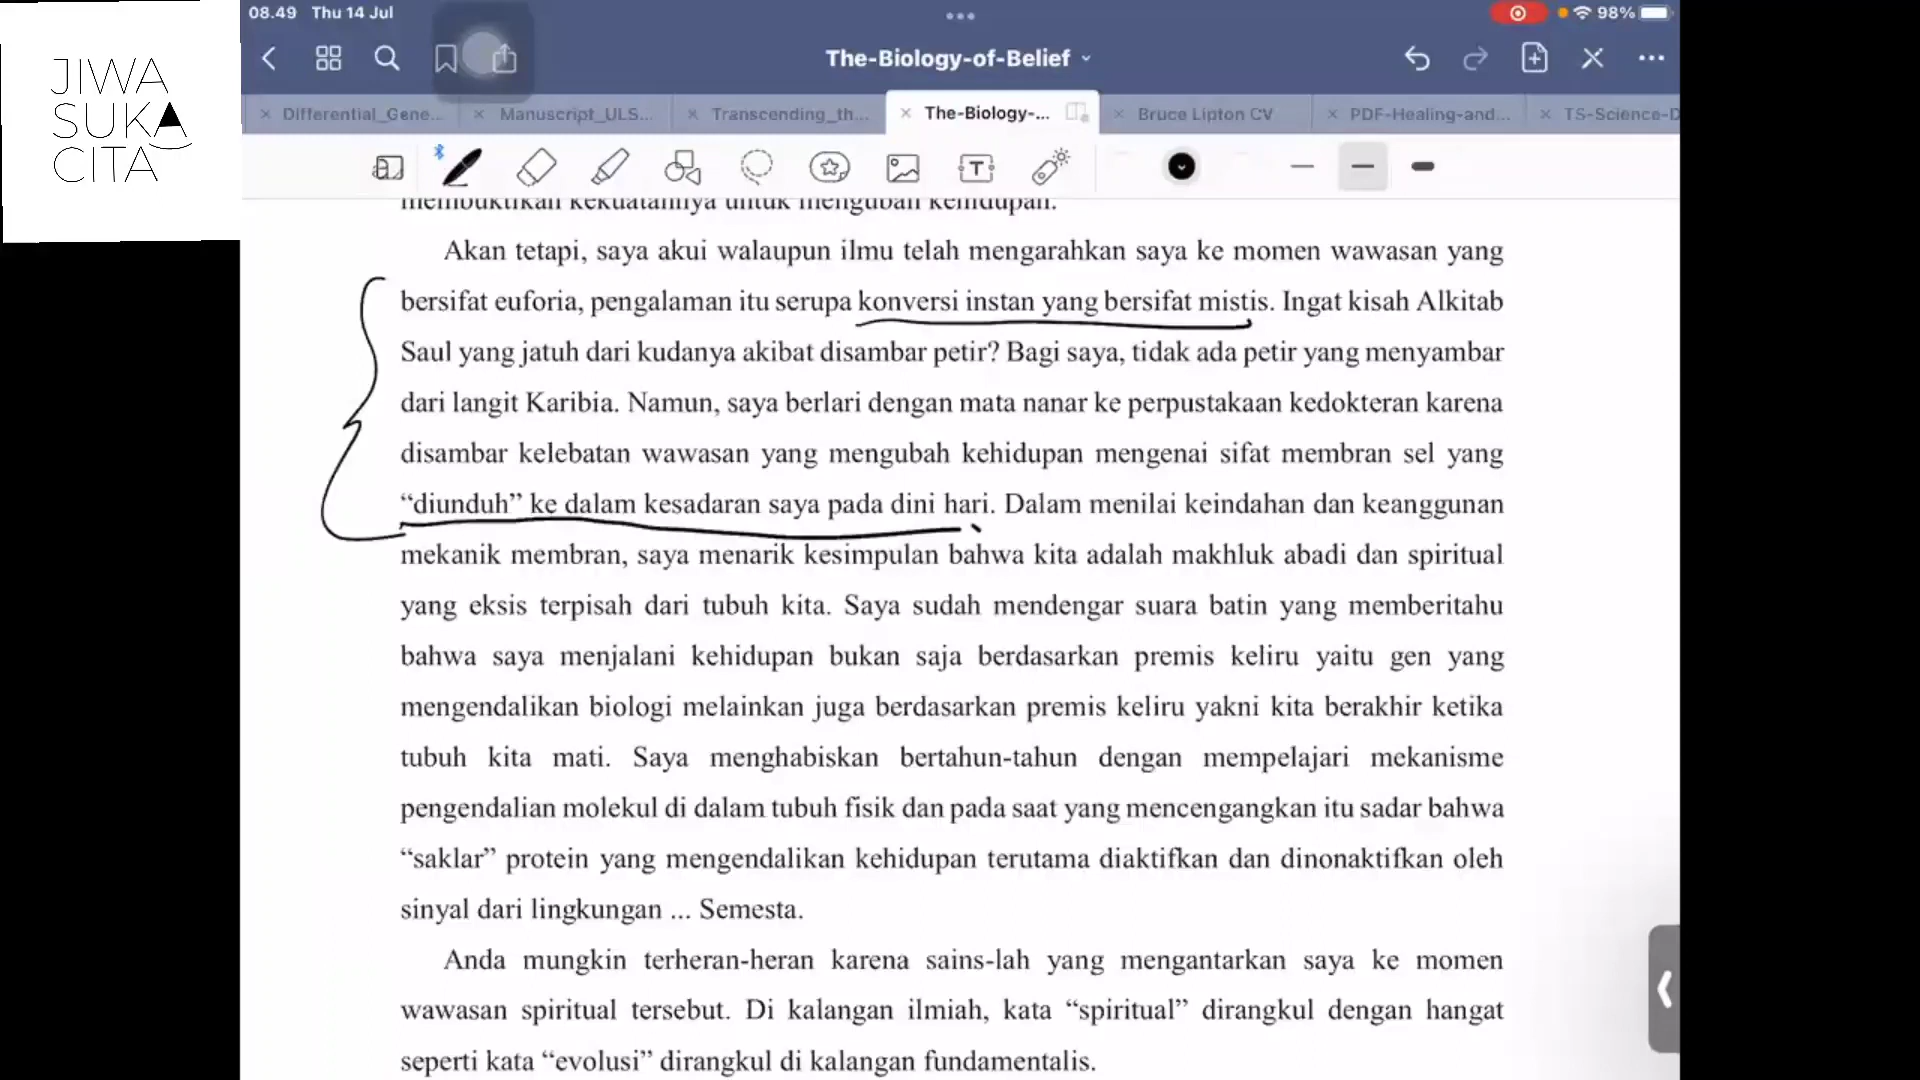 JIWA
SUKA
CITA
08.49 Thu 14 Jul
98%
The-Biology-of-Belief
Differential_Gene...
Manuscript_ULS...
Transcending_th...
The-Biology-...
Bruce Lipton CV
PDF-Healing-and...
TS-Science-D
membuktikan kekuatannya untuk mengubah kehidupan.
Akan tetapi, saya akui walaupun ilmu telah mengarahkan saya ke momen wawasan yang
bersifat euforia, pengalaman itu serupa konversi instan yang bersifat mistis. Ingat kisah Alkitab
Saul yang jatuh dari kudanya akibat disambar petir? Bagi saya, tidak ada petir yang menyambar
dari langit Karibia. Namun, saya berlari dengan mata nanar ke perpustakaan kedokteran karena
disambar kelebatan wawasan yang mengubah kehidupan mengenai sifat membran sel yang
“diunduh” ke dalam kesadaran saya pada dini hari. Dalam menilai keindahan dan keanggunan
mekanik membran, saya menarik kesimpulan bahwa kita adalah makhluk abadi dan spiritual
yang eksis terpisah dari tubuh kita. Saya sudah mendengar suara batin yang memberitahu
bahwa saya menjalani kehidupan bukan saja berdasarkan premis keliru yaitu gen yang
mengendalikan biologi melainkan juga berdasarkan premis keliru yakni kita berakhir ketika
tubuh kita mati. Saya menghabiskan bertahun-tahun dengan mempelajari mekanisme
pengendalian molekul di dalam tubuh fisik dan pada saat yang mencengangkan itu sadar bahwa
“saklar” protein yang mengendalikan kehidupan terutama diaktifkan dan dinonaktifkan oleh
sinyal dari lingkungan ... Semesta.
Anda mungkin terheran-heran karena sains-lah yang mengantarkan saya ke momen
wawasan spiritual tersebut. Di kalangan ilmiah, kata “spiritual” dirangkul dengan hangat
seperti kata “evolusi” dirangkul di kalangan fundamentalis.